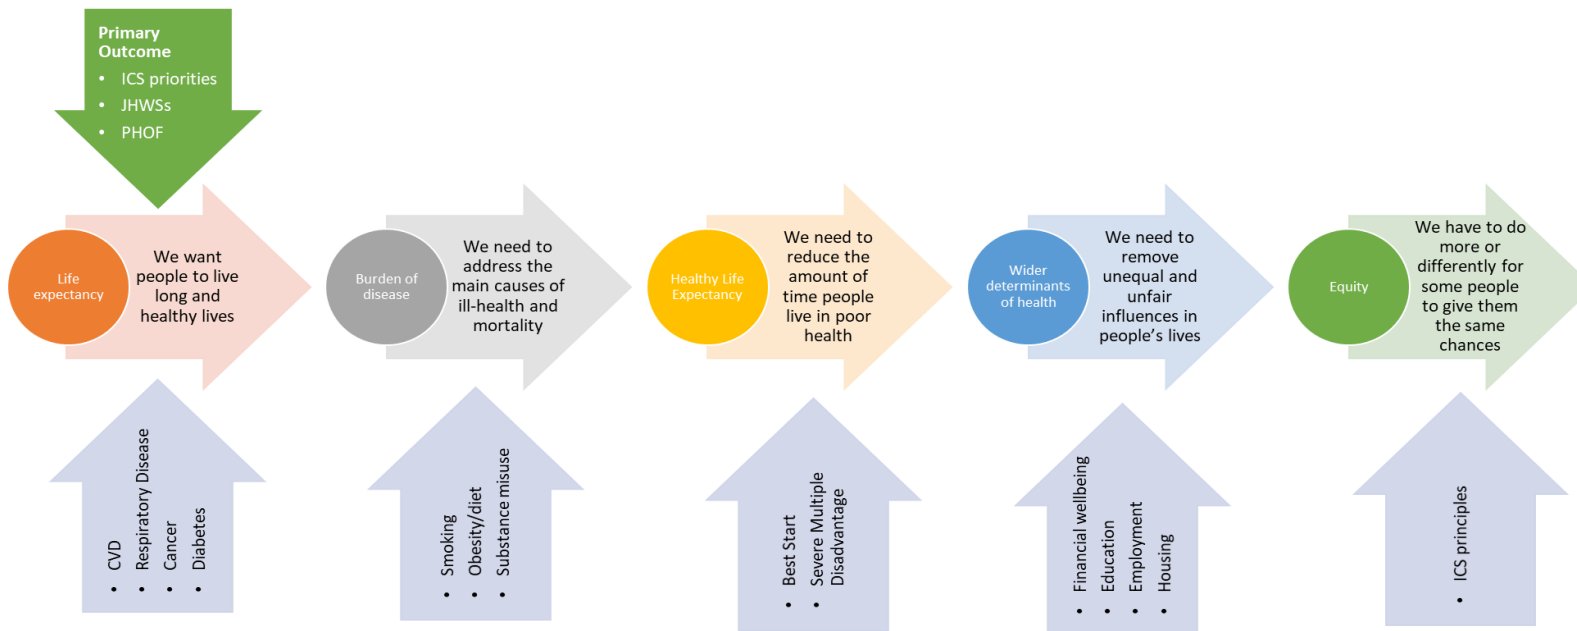 Primary
Outcome
• ICS priorities
• JHWSs
• PHOF
Life
expectancy
We want
people to live
long and
healthy lives
Burden of
disease
We need to
address the
main causes of
ill-health and
mortality
Healthy Life
Expectancy
We need to
reduce the
amount of
time people
live in poor
health
Wider
determinants
of health
We need to
remove
unequal and
unfair
influences in
people’s lives
Equity
We have to do
more or
differently for
some people
to give them
the same
chances
• CVD
• Respiratory Disease
• Cancer
• Diabetes
• Smoking
• Obesity/diet
• Substance misuse
• Best Start
• Severe Multiple
Disadvantage
• Financial wellbeing
• Education
• Employment
• Housing
• ICS principles